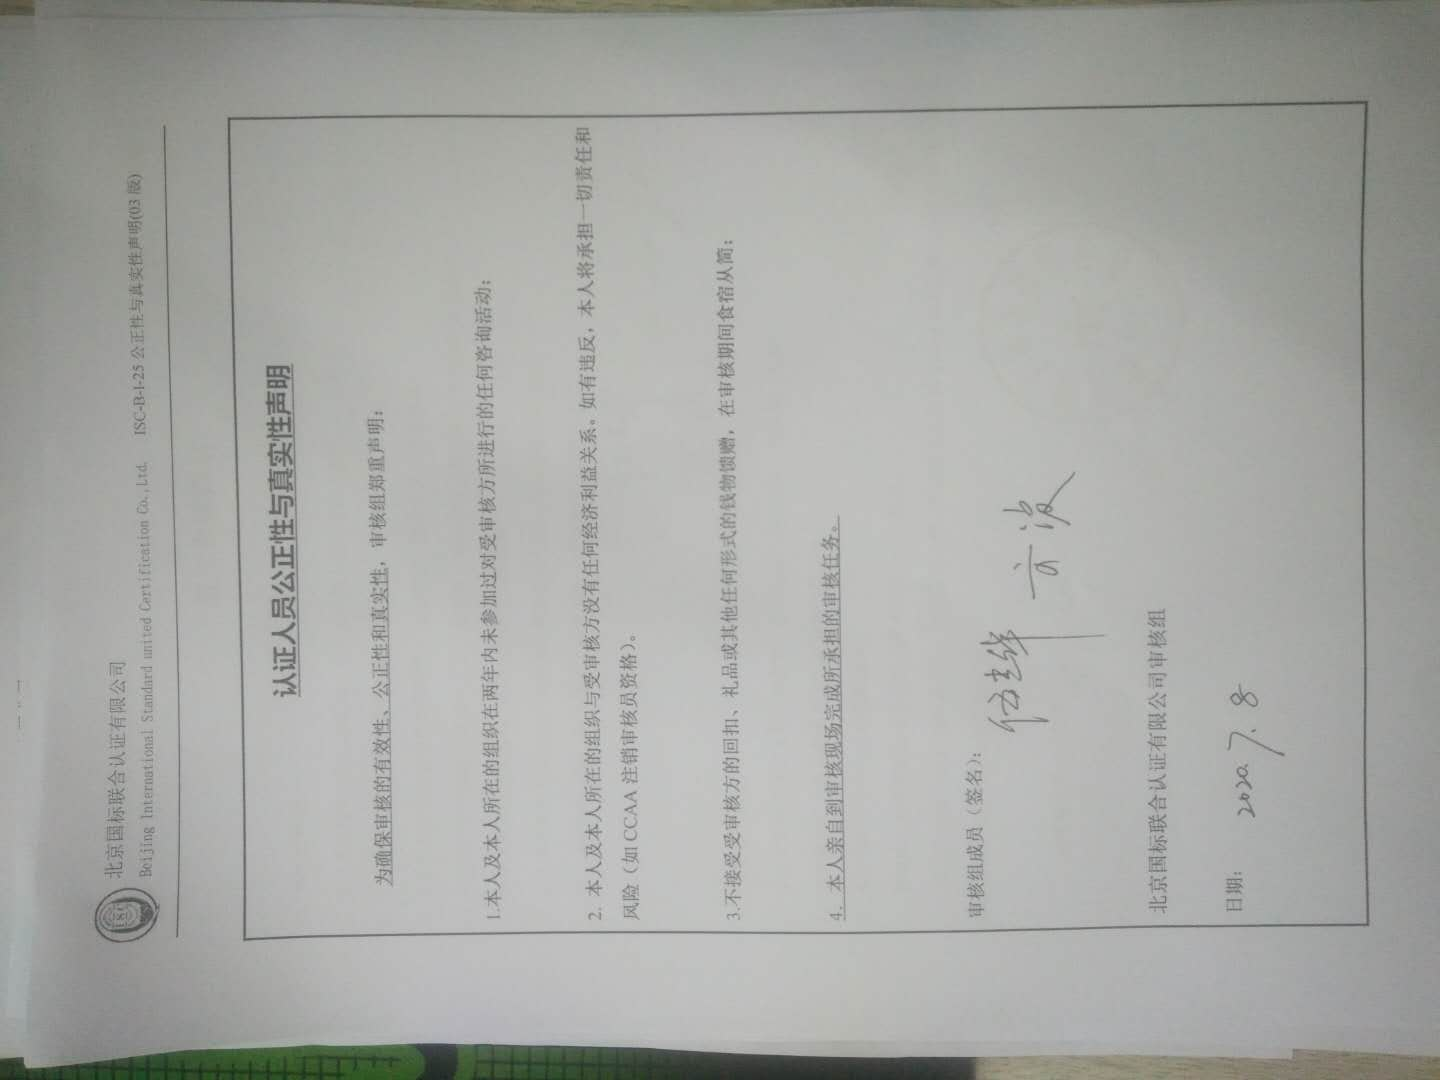 北京国标联合认证有限公司
Beijing International Standard united Certification Co.,Ltd. ISC-B-I-25 公正性与真实性声明(03 版)
认证人员公正性与真实性声明
为确保审核的有效性、公正性和真实性，审核组郑重声明：
1.本人及本人所在的组织在两年内未参加过对受审核方所进行的任何咨询活动；
2. 本人及本人所在的组织与受审核方没有任何经济利益关系。如有违反，本人将承担一切责任和
风险（如 CCAA 注销审核员资格）。
3.不接受受审核方的回扣、礼品或其他任何形式的钱物馈赠，在审核期间食宿从简；
4. 本人亲自到审核现场完成所承担的审核任务。
审核组成员（签名）：
北京国标联合认证有限公司审核组
日期： 2020.7.8